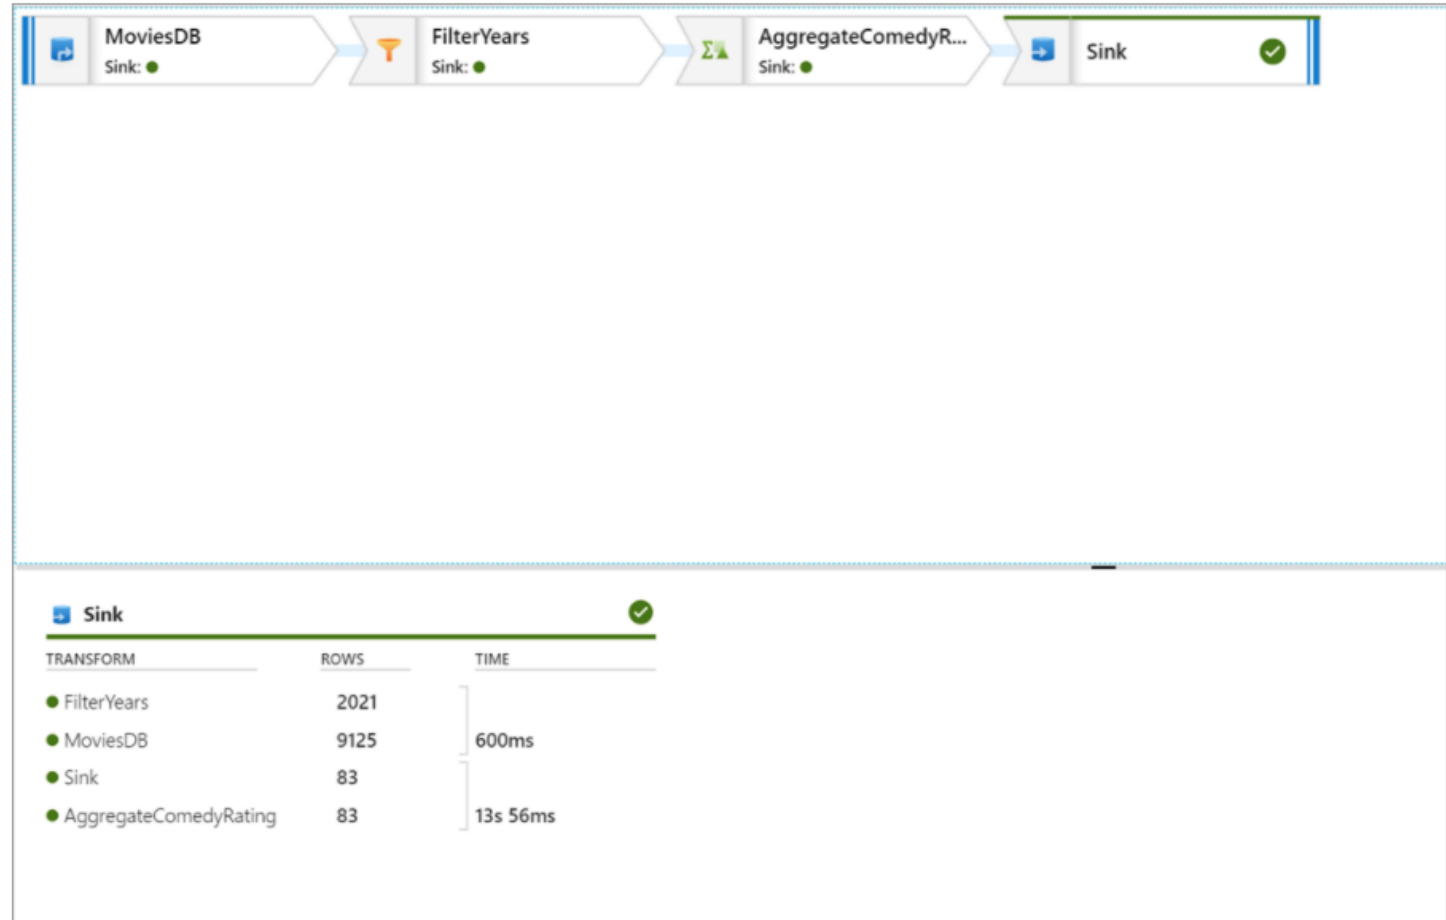 MoviesDB
Sink:
FilterYears
Sink:
AggregateComedyR...
Sink:
Sink
Sink
TRANSFORM ROWS TIME
FilterYears 2021
MoviesDB 9125 600ms
Sink 83
AggregateComedyRating 83 13s 56ms